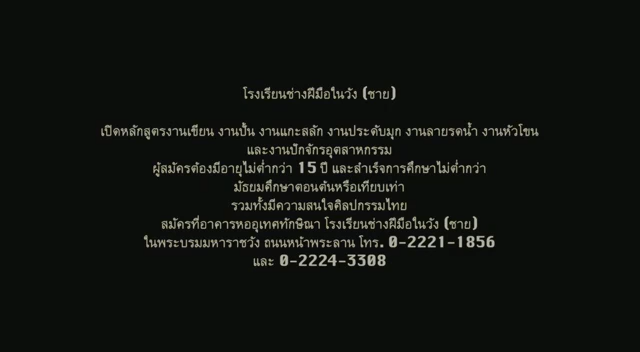 โรงเรียนช่างฝีมือในวัง (ชาย)
เปิดหลักสูตรงานเขียน งานปั้น งานแกะสลัก งานประดับมุก งานลายรดน้ำ งานหัวโขน
และงานปักจักรอุตสาหกรรม
ผู้สมัครต้องมีอายุไม่ต่ำกว่า 15 ปี และสำเร็จการศึกษาไม่ต่ำกว่า
มัธยมศึกษาตอนต้นหรือเทียบเท่า
รวมทั้งมีความสนใจศิลปกรรมไทย
สมัครที่อาคารหออุเทศทักษิณา โรงเรียนช่างฝีมือในวัง (ชาย)
ในพระบรมมหาราชวัง ถนนหน้าพระลาน โทร. 0-2221-1856
และ 0-2224-3308